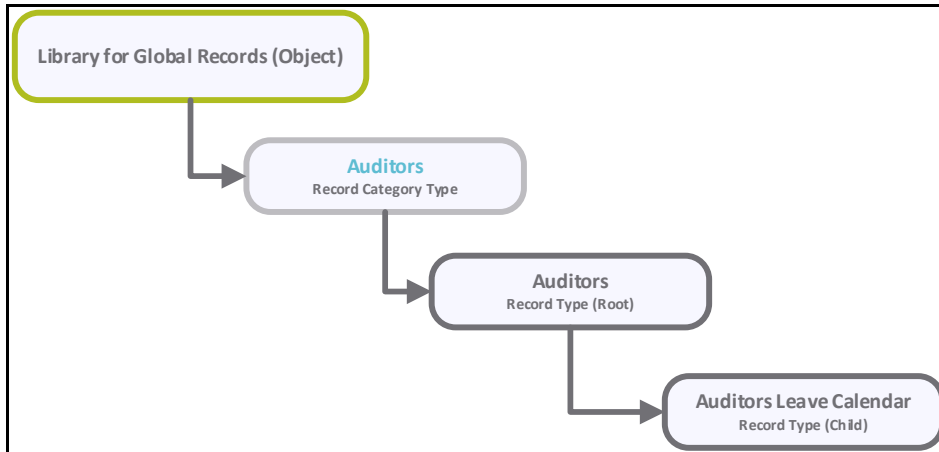 Library for Global Records (Object)
Auditors
Record Category Type
Auditors
Record Type (Root)
Auditors Leave Calendar
Record Type (Child)